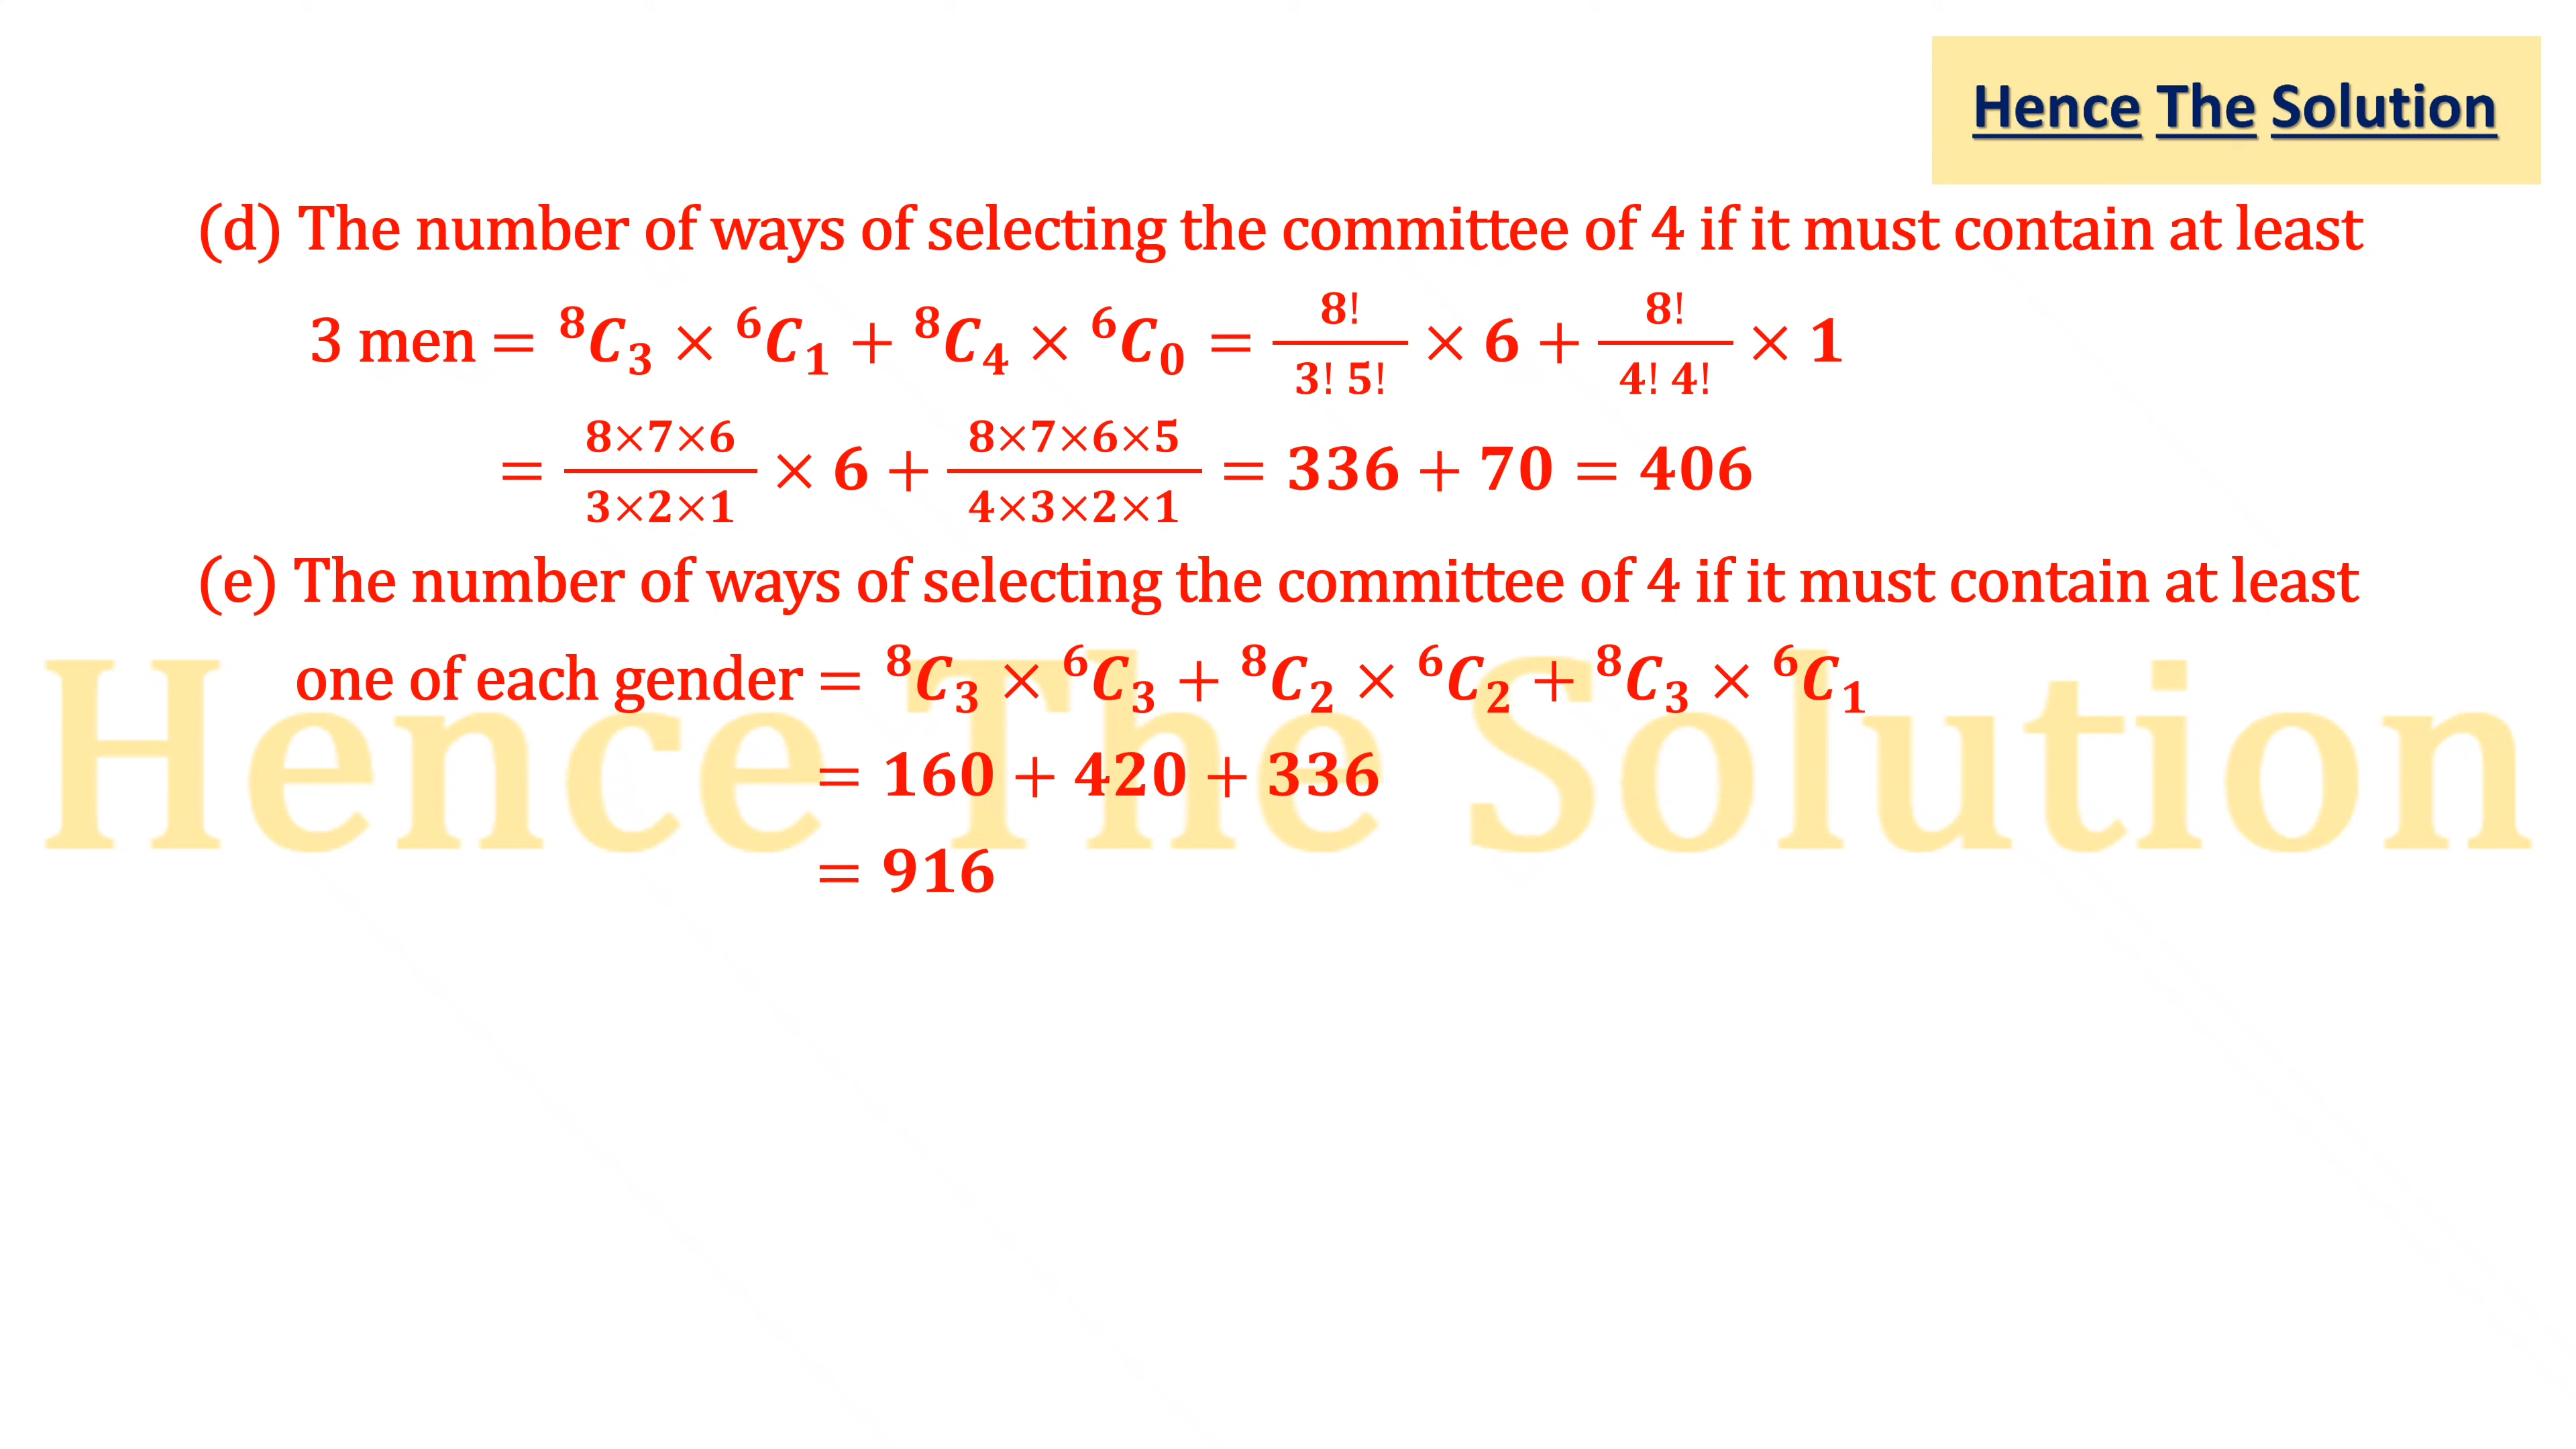 Hence The Solution
(d) The number of ways of selecting the committee of 4 if it must contain at least
3 men = ⁸C₃ × ⁶C₁ + ⁸C₄ × ⁶C₀ = 8!/(3! 5!) × 6 + 8!/(4! 4!) × 1
= (8×7×6)/(3×2×1) × 6 + (8×7×6×5)/(4×3×2×1) = 336 + 70 = 406
(e) The number of ways of selecting the committee of 4 if it must contain at least
one of each gender = ⁸C₃ × ⁶C₃ + ⁸C₂ × ⁶C₂ + ⁸C₃ × ⁶C₁
Hence The Solution
= 160 + 420 + 336
= 916